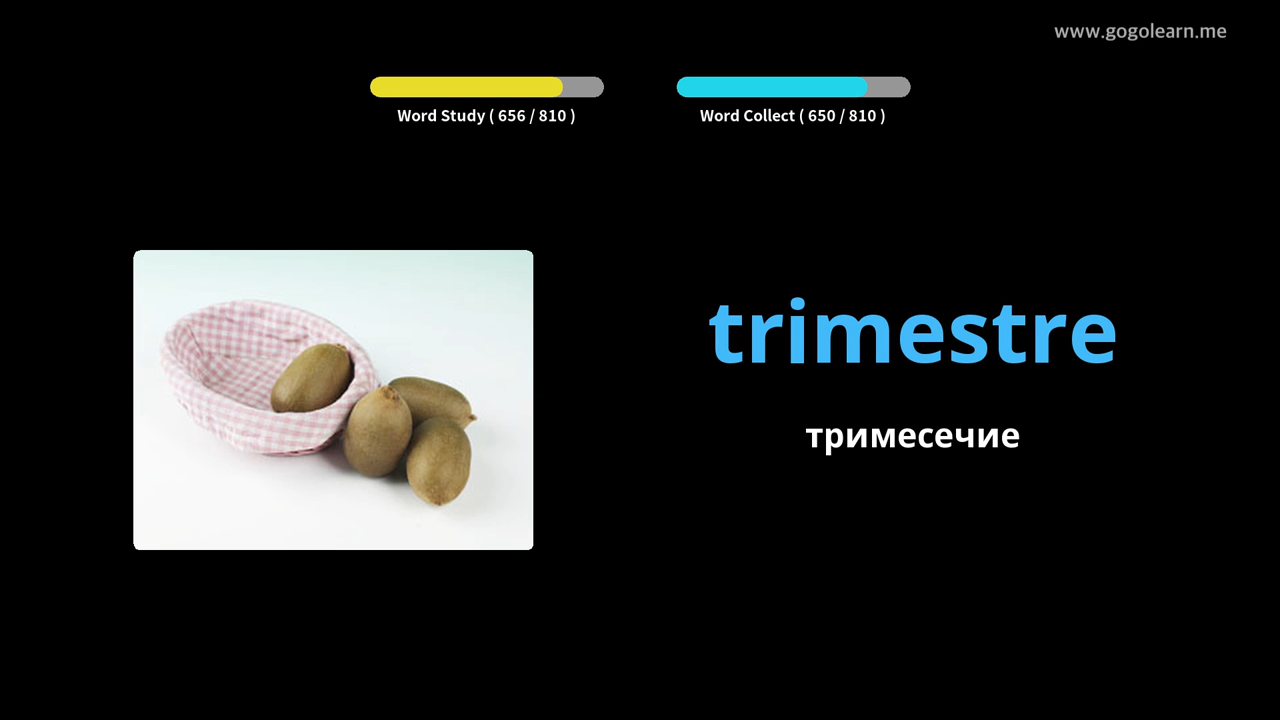 www.gogolearn.me
Word Study ( 656 / 810 )
Word Collect ( 650 / 810 )
trimestre
тримесечие